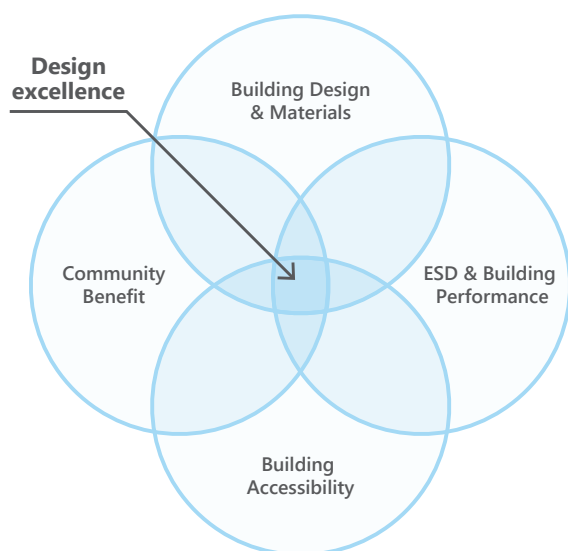 Design
excellence
Building Design
& Materials
Community
Benefit
ESD & Building
Performance
Building
Accessibility